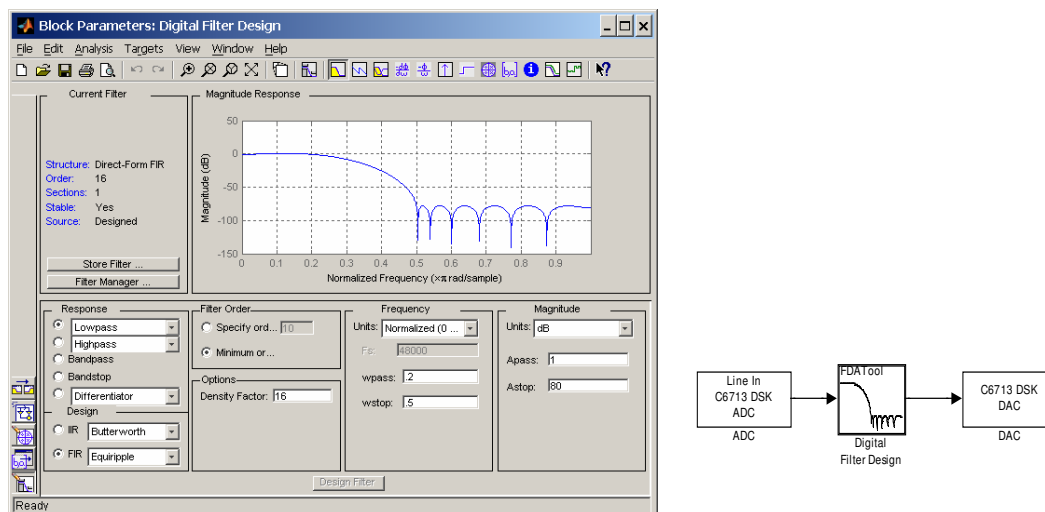 Block Parameters: Digital Filter Design
File Edit Analysis Targets View Window Help
Current Filter
Structure: Direct-Form FIR
Order: 16
Sections: 1
Stable: Yes
Source: Designed
Store Filter ...
Filter Manager ...
Magnitude Response
50
0
-50
-100
-150
Magnitude (dB)
0 0.1 0.2 0.3 0.4 0.5 0.6 0.7 0.8 0.9
Normalized Frequency (×π rad/sample)
Response
Lowpass
Highpass
Bandpass
Bandstop
Differentiator
Design
IIR Butterworth
FIR Equiripple
Filter Order
Specify ord... 10
Minimum or...
Options
Density Factor: 16
Frequency
Units: Normalized (0 ...
Fs: 48000
wpass: .2
wstop: .5
Magnitude
Units: dB
Apass: 1
Astop: 80
Design Filter
Ready
Line In
C6713 DSK
ADC
ADC
FDATool
Digital
Filter Design
C6713 DSK
DAC
DAC